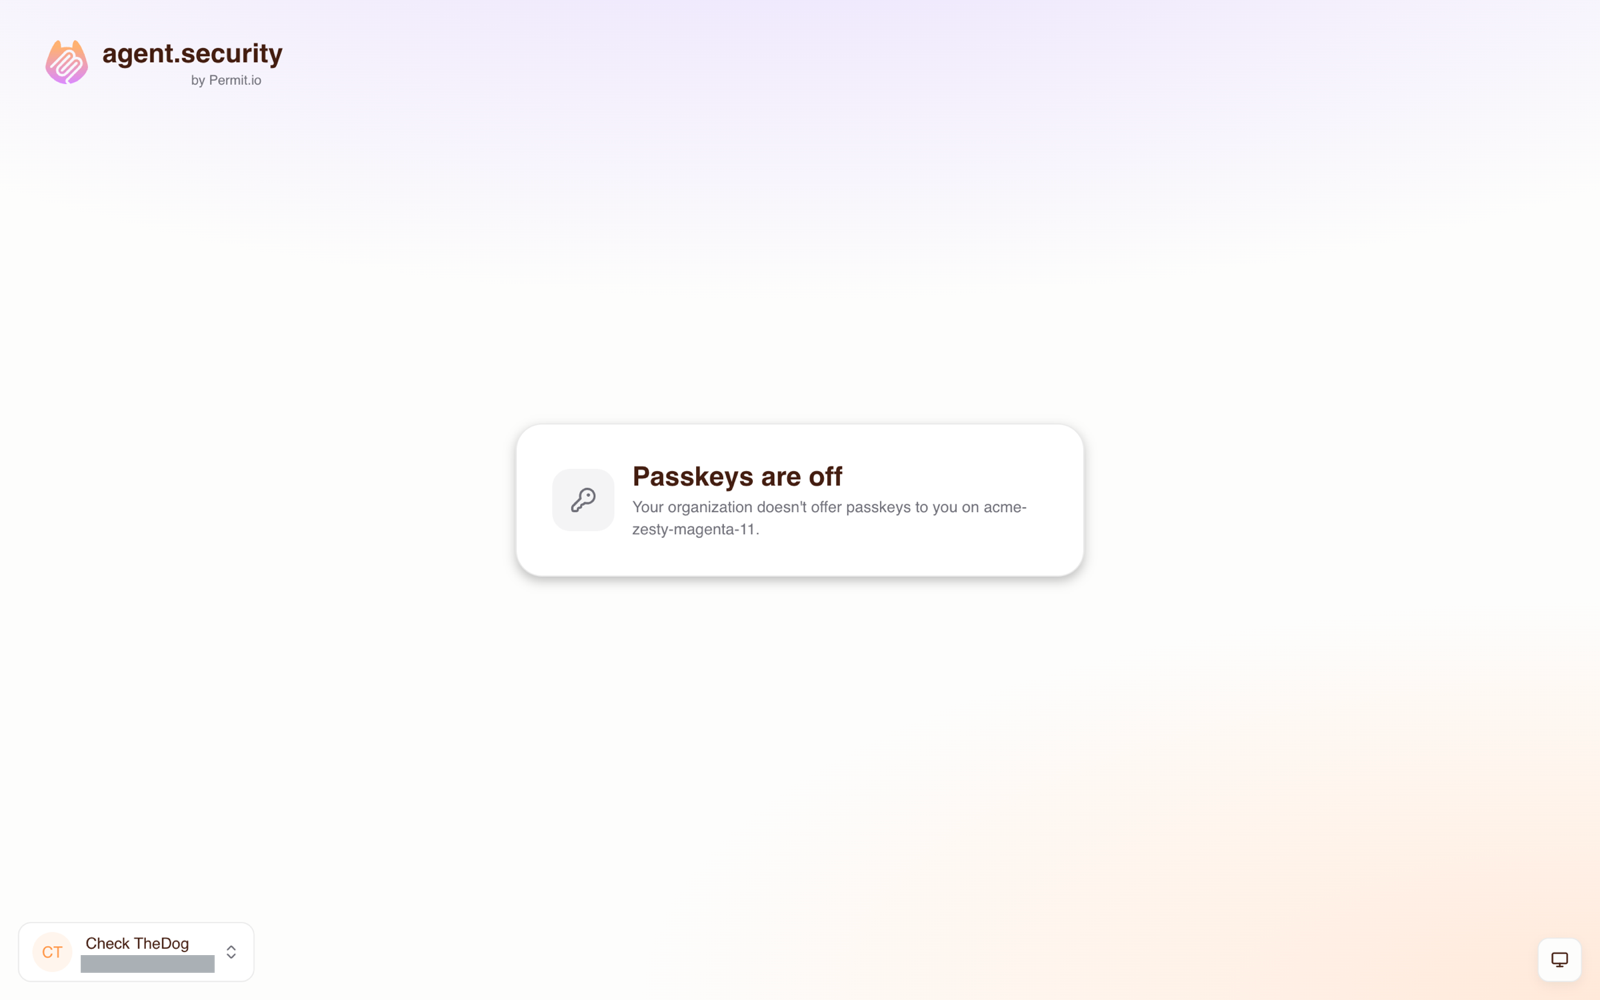 agent.security
by Permit.io
Passkeys are off
Your organization doesn't offer passkeys to you on acme-
zesty-magenta-11.
CT
Check TheDog